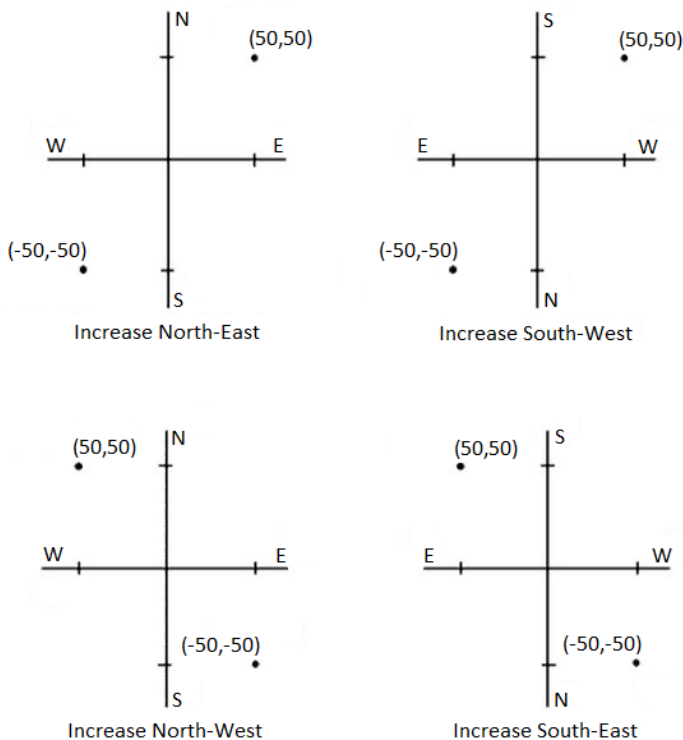 N
(50,50)
W
E
(-50,-50)
S
Increase North-East
S
(50,50)
E
W
(-50,-50)
N
Increase South-West
N
(50,50)
W
E
(-50,-50)
S
Increase North-West
S
(50,50)
E
W
(-50,-50)
N
Increase South-East